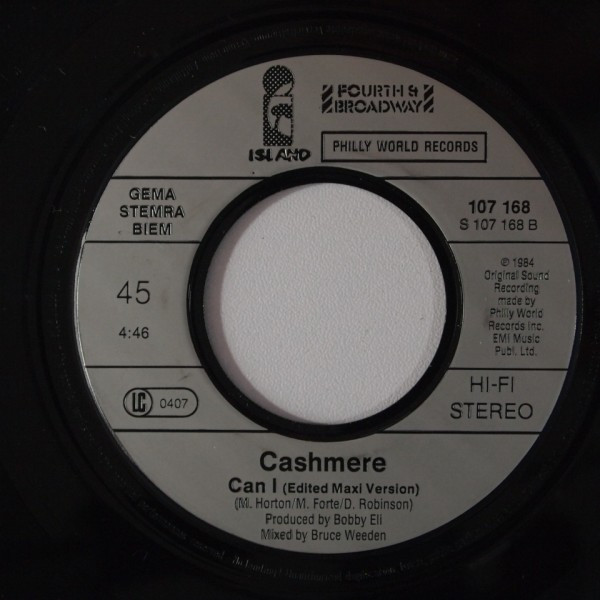 ISLAND
FOURTH &
BROADWAY
PHILLY WORLD RECORDS
GEMA
STEMRA
BIEM
107 168
S 107 168 B
45
4:46
℗ 1984
Original Sound
Recording
made by
Philly World
Records Inc.
EMI Music
Publ. Ltd.
LC 0407
HI-FI
STEREO
Cashmere
Can I (Edited Maxi Version)
(M. Horton/M. Forte/D. Robinson)
Produced by Bobby Eli
Mixed by Bruce Weeden